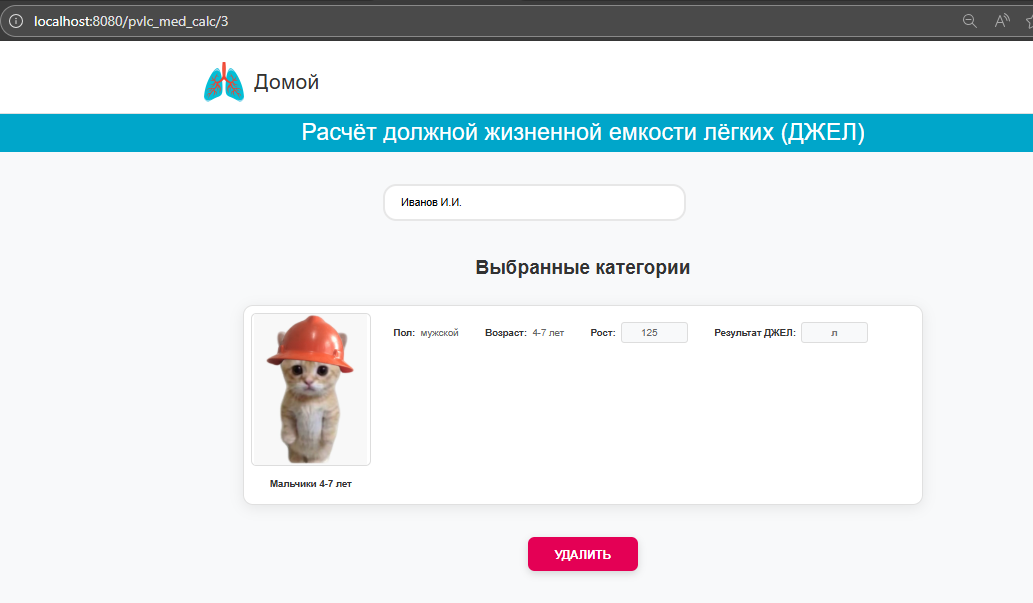 localhost:8080/pvlc_med_calc/3
Домой
Расчёт должной жизненной емкости лёгких (ДЖЕЛ)
Иванов И.И.
Выбранные категории
Пол: мужской Возраст: 4-7 лет Рост: 125 Результат ДЖЕЛ: л
Мальчики 4-7 лет
УДАЛИТЬ